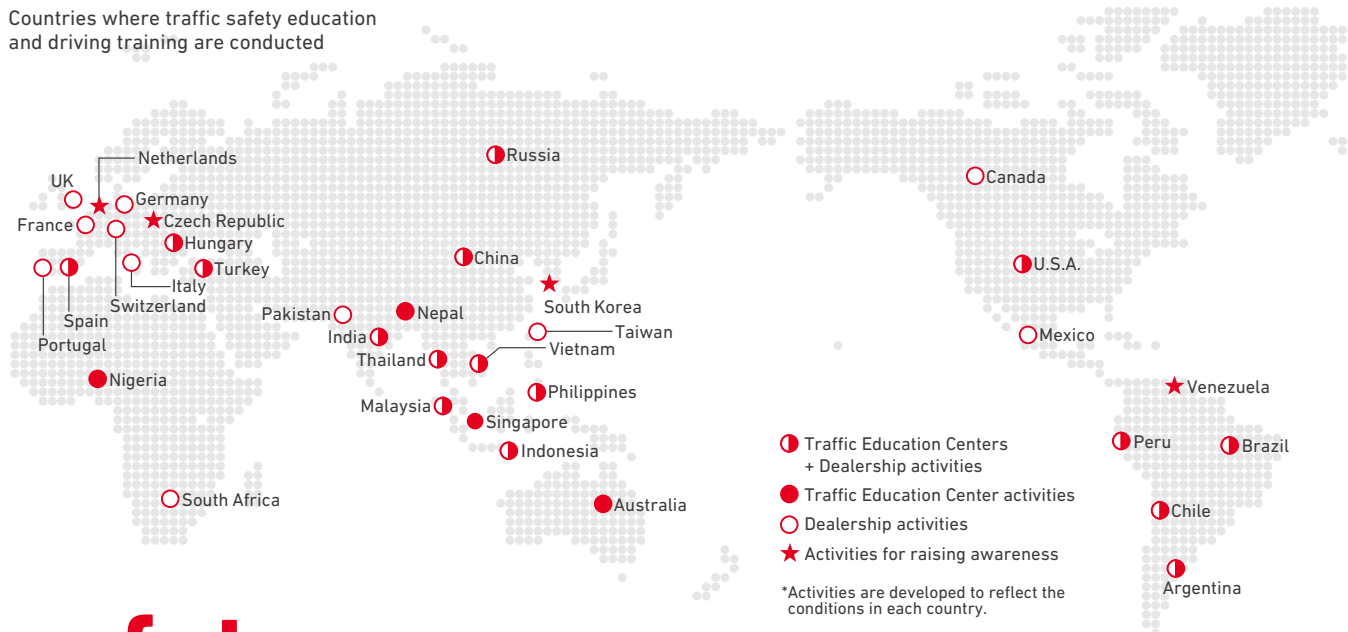 Countries where traffic safety education
and driving training are conducted
Netherlands
Russia
UK
Canada
Germany
France
Czech Republic
Hungary
China
U.S.A.
Turkey
Italy
Switzerland
South Korea
Pakistan
Nepal
Spain
Taiwan
India
Mexico
Portugal
Vietnam
Thailand
Nigeria
Venezuela
Philippines
Malaysia
Singapore
Peru
Brazil
Indonesia
Traffic Education Centers
+ Dealership activities
Traffic Education Center activities
South Africa
Australia
Chile
Dealership activities
Activities for raising awareness
Argentina
*Activities are developed to reflect the
conditions in each country.